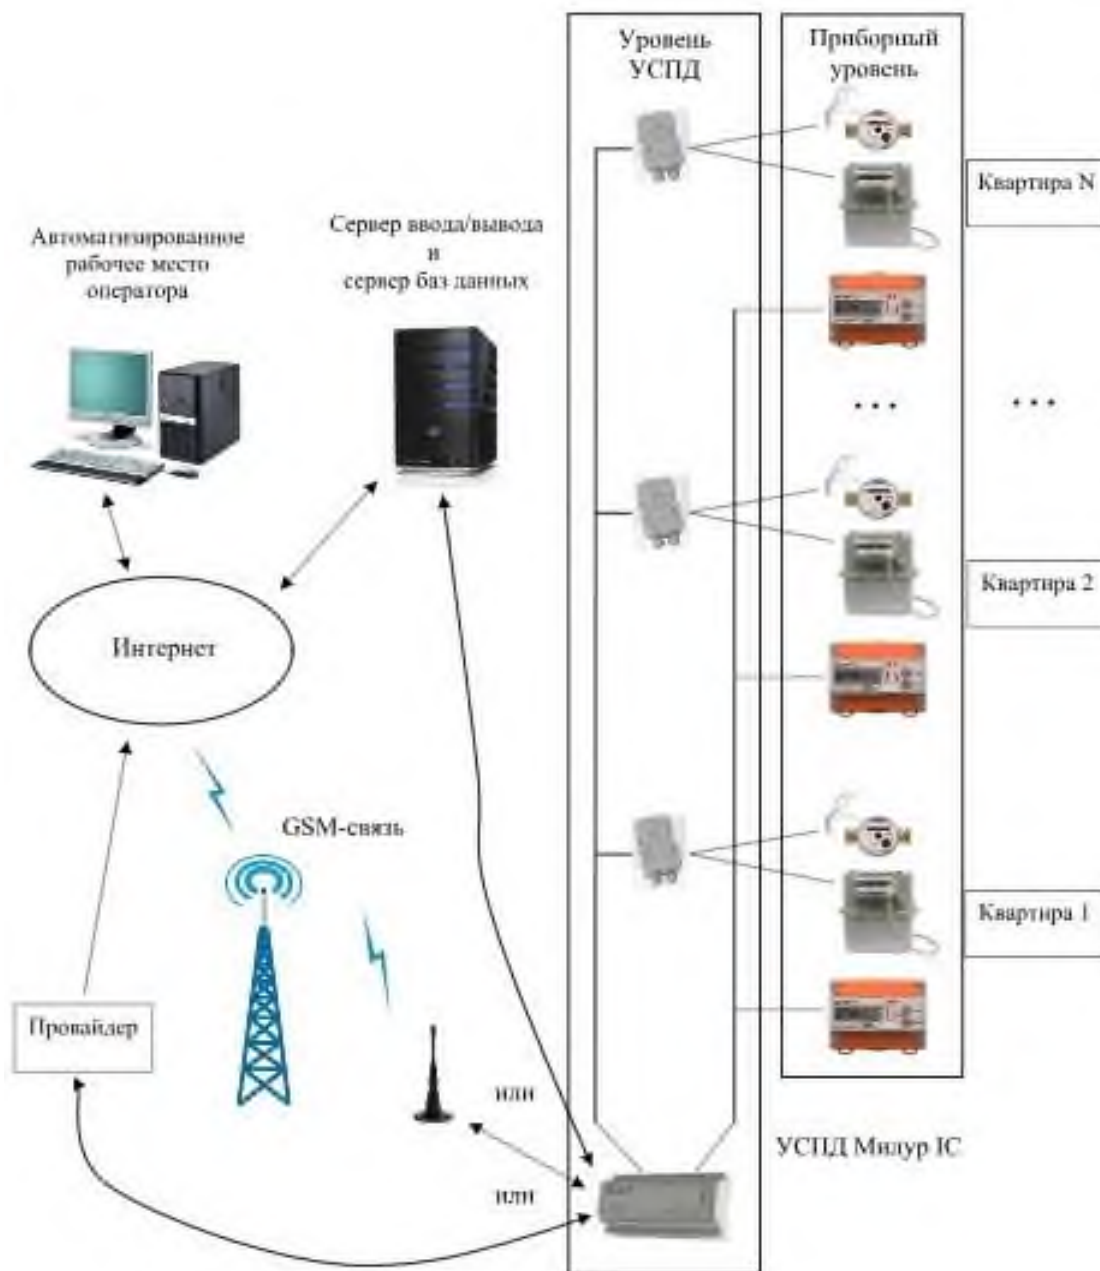 Уровень
УСПД
Приборный
уровень
Квартира N
Автоматизированное
рабочее место
оператора
Сервер ввода/вывода
и
сервер баз данных
...
...
Квартира 2
Интернет
GSM-связь
Квартира 1
Провайдер
или
или
УСПД Милур IC